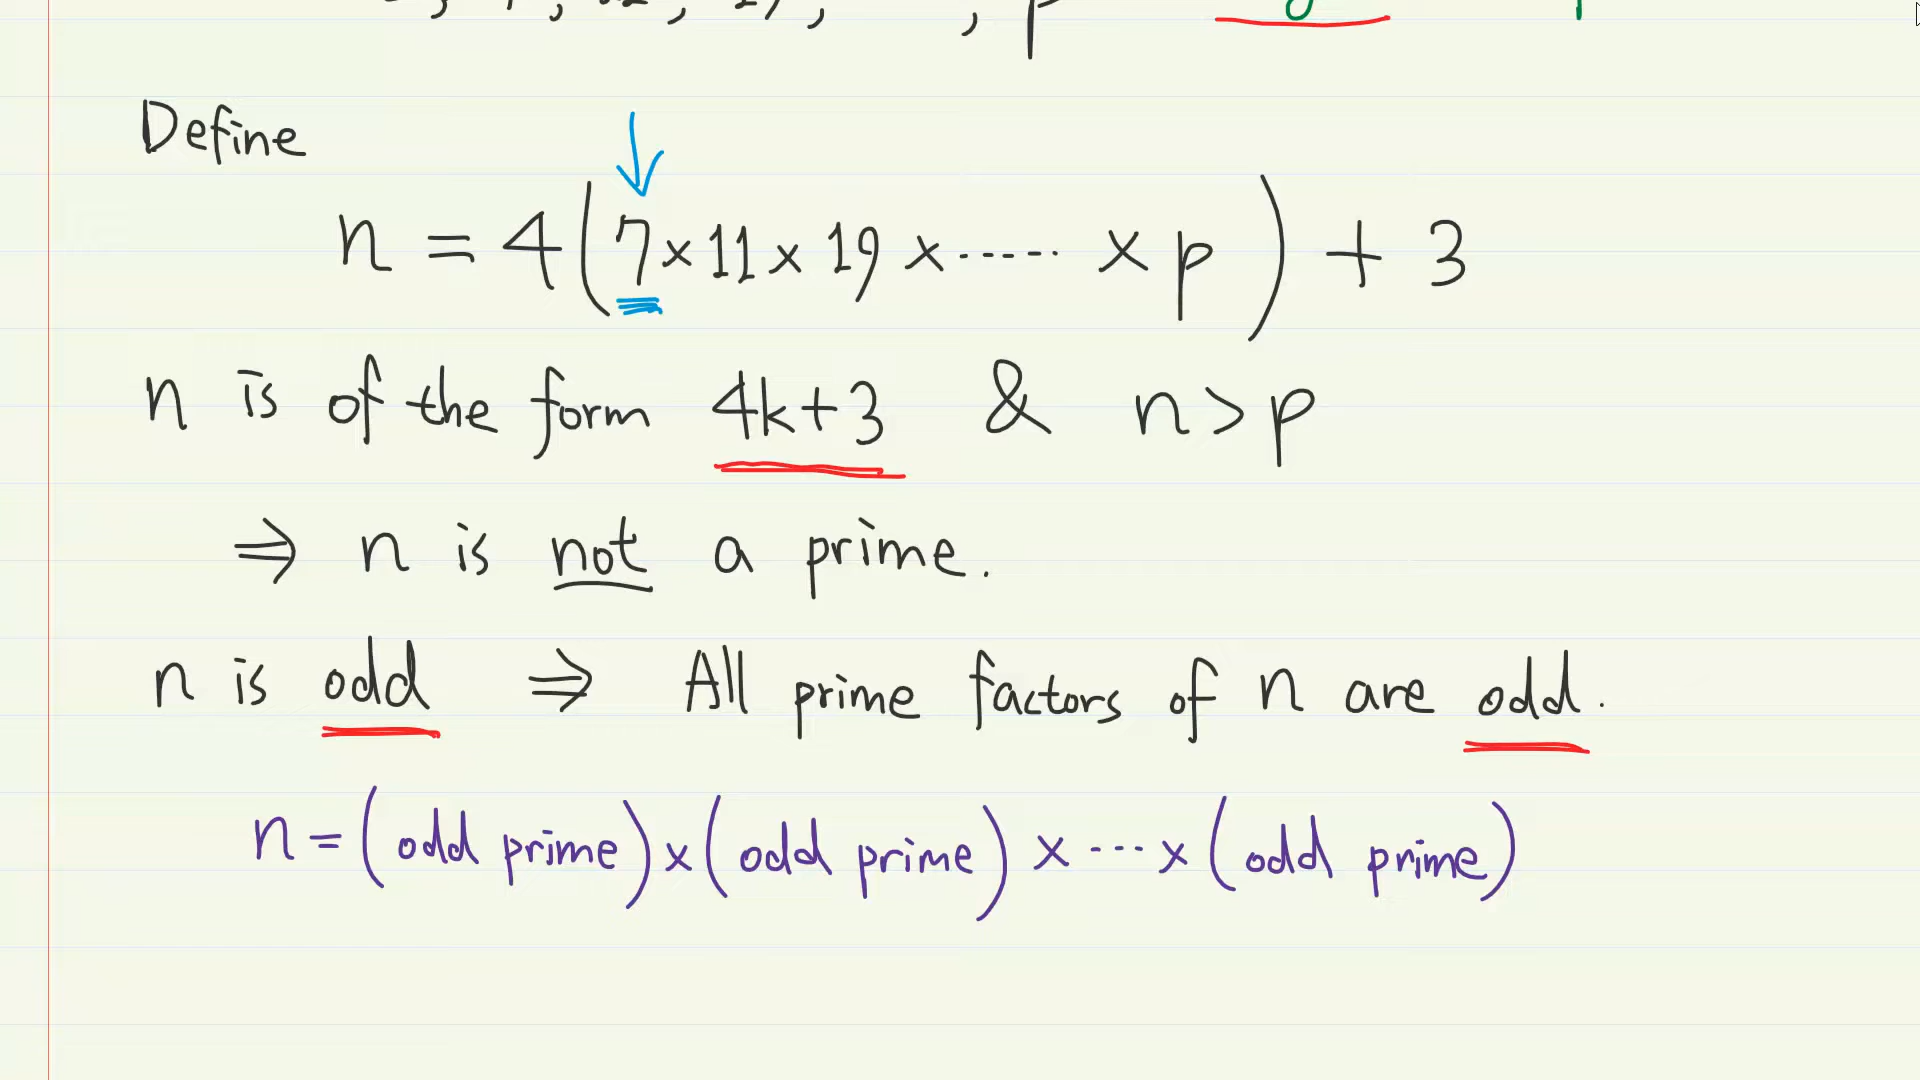 Define
n = 4(7×11×19×-----×p)+3
n is of the form 4k+3 & n>p
⇒ n is not a prime.
n is odd ⇒ All prime factors of n are odd.
n=(odd prime)×(odd prime)×---×(odd prime)